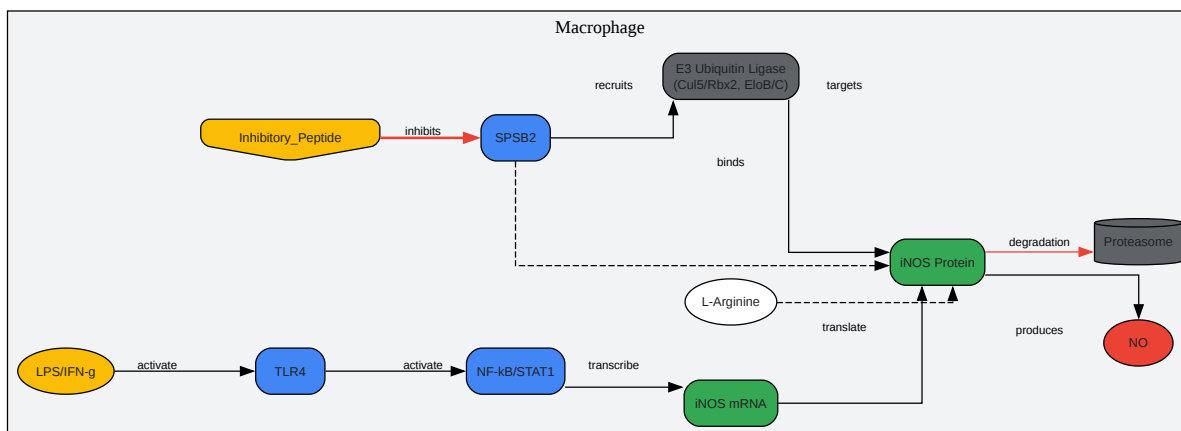 Macrophage
E3 Ubiquitin Ligase
(Cul5/Rbx2, EloB/C)
recruits
targets
Inhibitory_Peptide
inhibits
SPSB2
binds
degradation
Proteasome
iNOS Protein
L-Arginine
translate
produces
NO
LPS/IFN-g
activate
TLR4
activate
NF-kB/STAT1
transcribe
iNOS mRNA